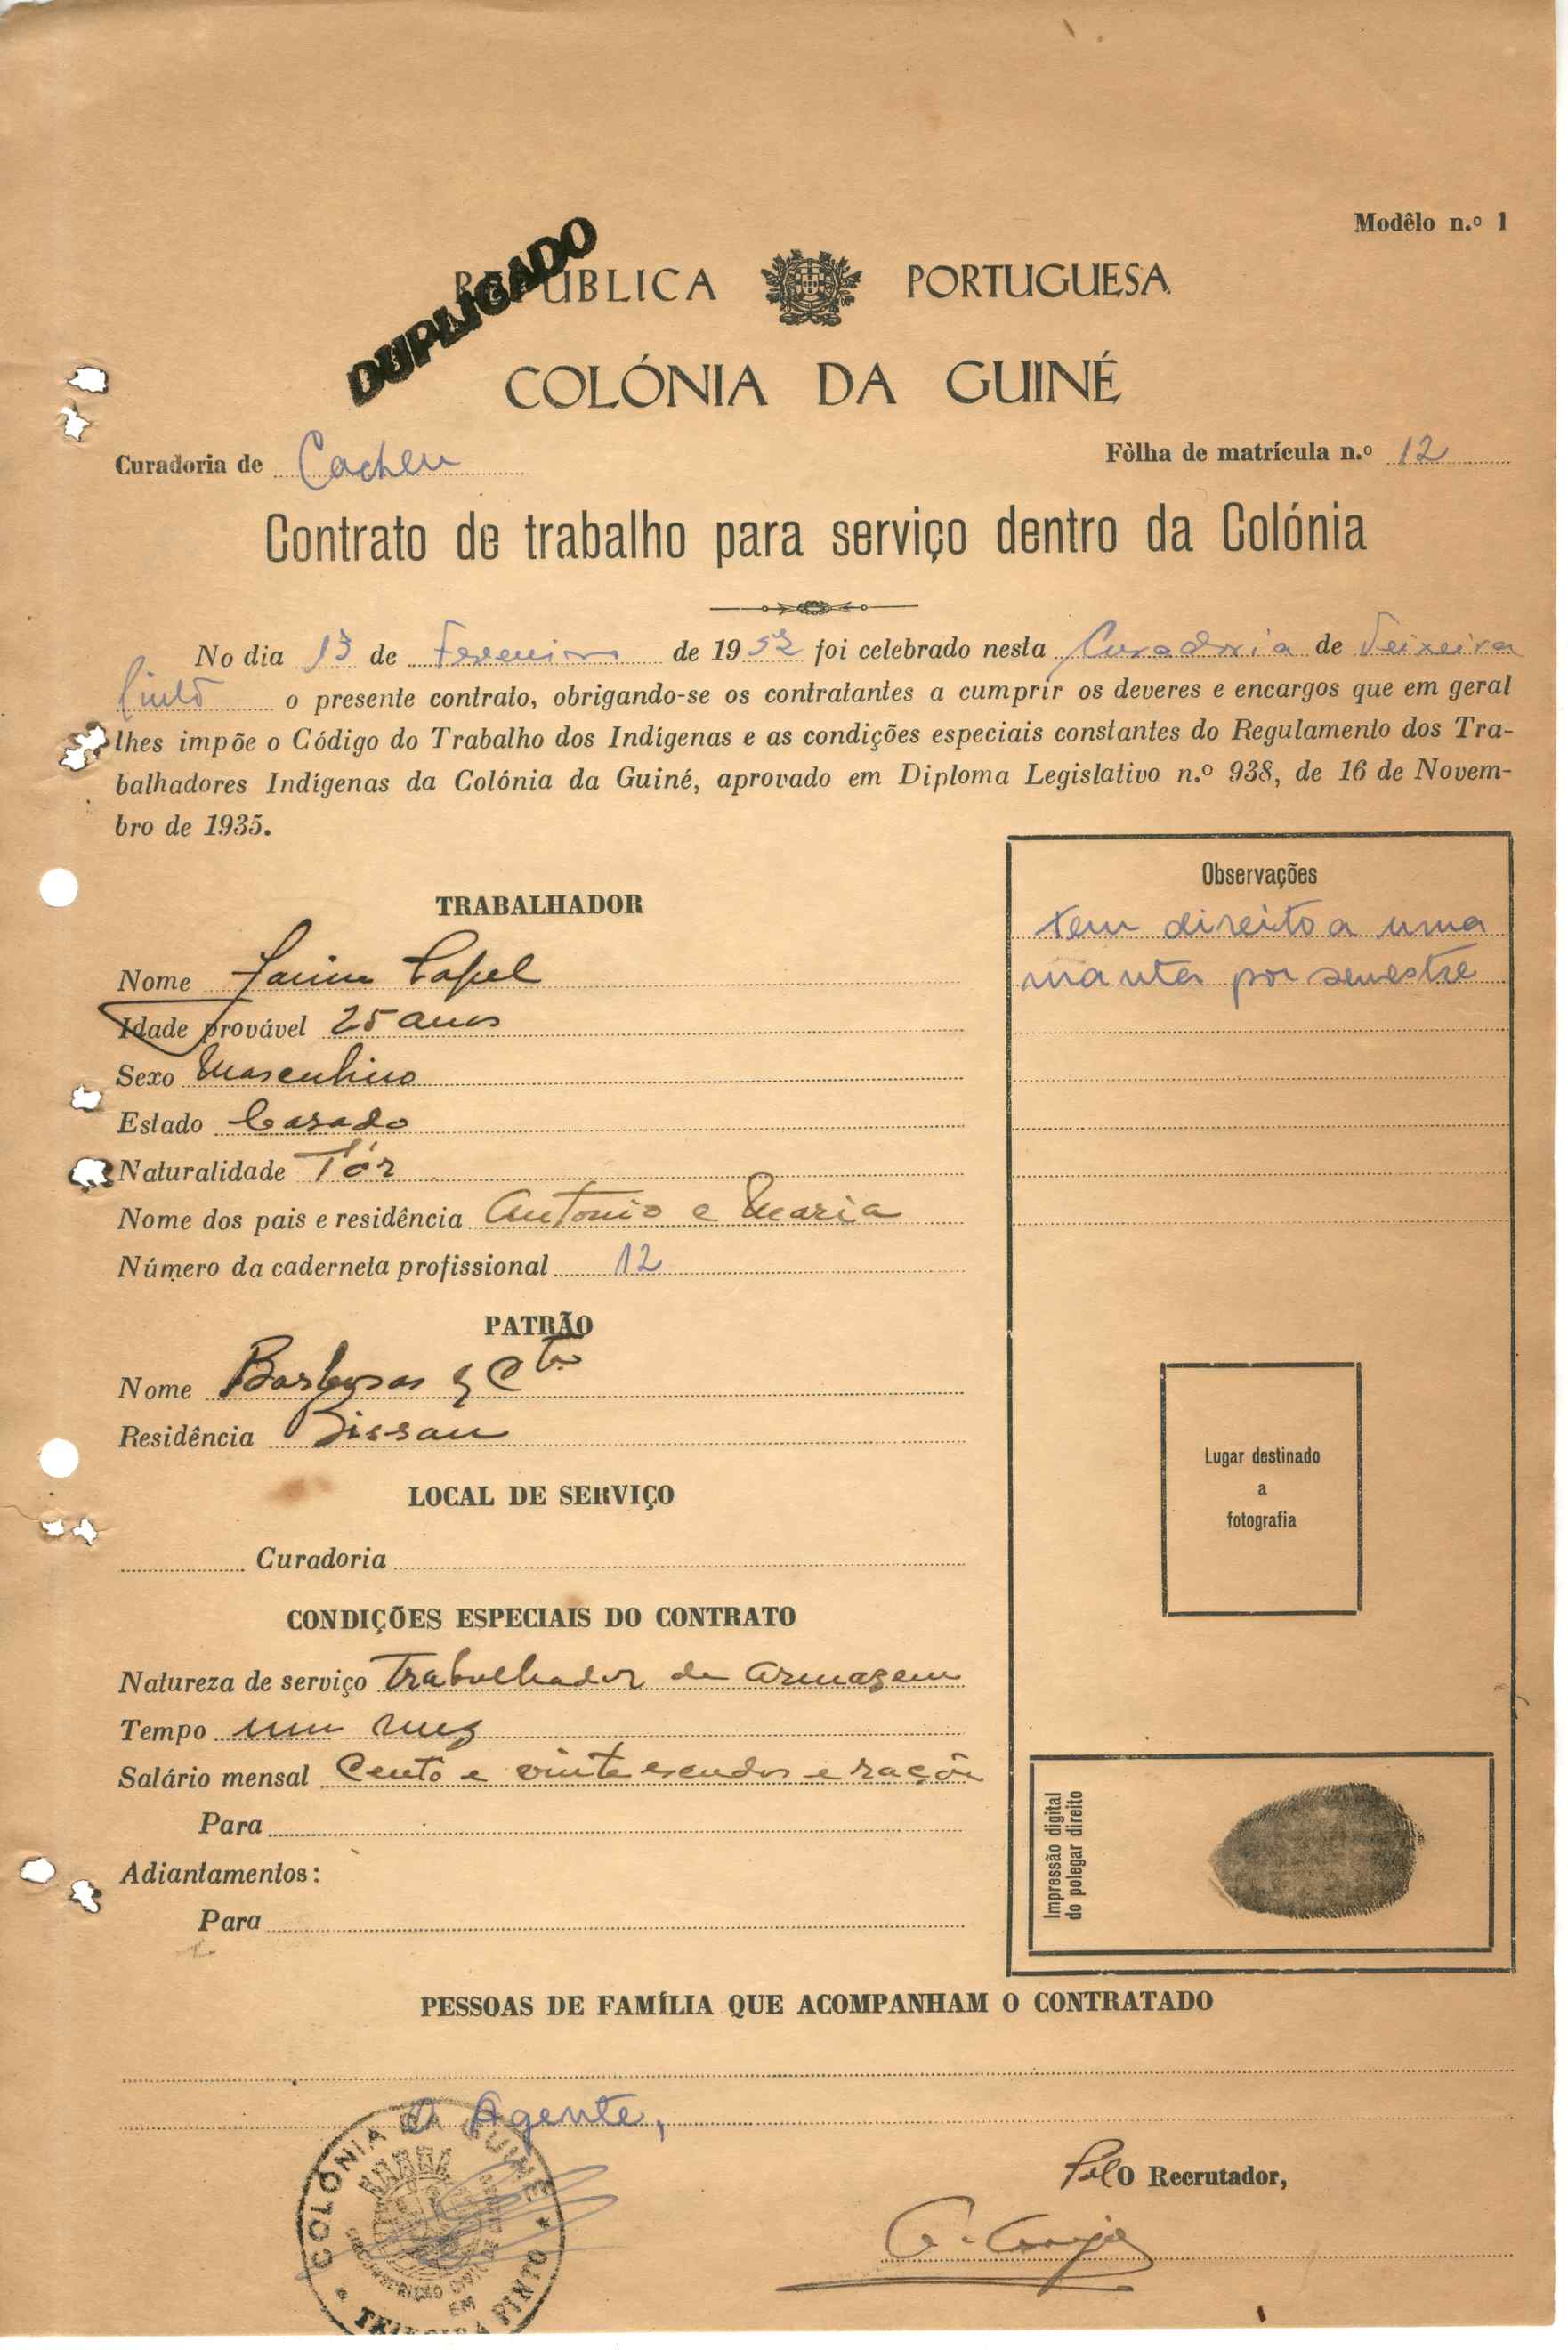 Modêlo n.º 1
DUPLICADO
REPÚBLICA PORTUGUESA
COLÓNIA DA GUINÉ
Curadoria de Cacheu Fôlha de matrícula n.º 12
Contrato de trabalho para serviço dentro da Colónia
No dia 13 de Fevereiro de 1952 foi celebrado nesta Curadoria de Teixeira
Pinto o presente contrato, obrigando-se os contratantes a cumprir os deveres e encargos que em geral
lhes impõe o Código do Trabalho dos Indígenas e as condições especiais constantes do Regulamento dos Tra-
balhadores Indígenas da Colónia da Guiné, aprovado em Diploma Legislativo n.º 938, de 16 de Novem-
bro de 1935.
TRABALHADOR
Nome
Idade provável 25 anos
Sexo Masculino
Estado Casado
Naturalidade Tór
Nome dos pais e residência Antonio e Maria
Número da caderneta profissional 12
PATRÃO
Nome Barbosas & Cta
Residência Bissau
LOCAL DE SERVIÇO
Curadoria
CONDIÇÕES ESPECIAIS DO CONTRATO
Natureza de serviço Trabalhador de armazem
Tempo um mez
Salário mensal Cento e vinte escudos e ração
Para
Adiantamentos:
Para
Observações
tem direito a uma
manta por semestre
Lugar destinado
a
fotografia
Impressão digital
do polegar direito
PESSOAS DE FAMÍLIA QUE ACOMPANHAM O CONTRATADO
O Agente,
COLONIA DA GUINÉ
TEIXEIRA PINTO
Pelo O Recrutador,